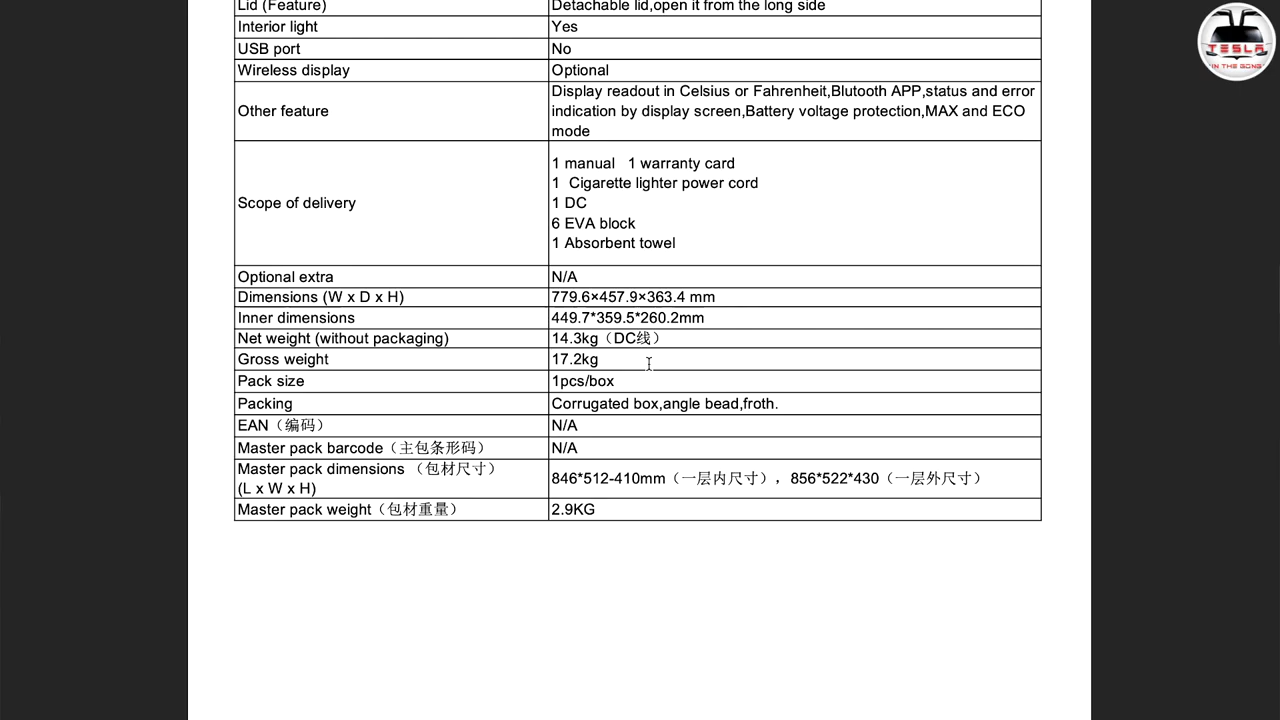 Lid (Feature) Detachable lid,open it from the long side
Interior light Yes
USB port No
Wireless display Optional
Other feature Display readout in Celsius or Fahrenheit,Blutooth APP,status and error
indication by display screen,Battery voltage protection,MAX and ECO
mode
Scope of delivery 1 manual 1 warranty card
1 Cigarette lighter power cord
1 DC
6 EVA block
1 Absorbent towel
Optional extra N/A
Dimensions (W x D x H) 779.6×457.9×363.4 mm
Inner dimensions 449.7*359.5*260.2mm
Net weight (without packaging) 14.3kg（DC线）
Gross weight 17.2kg
Pack size 1pcs/box
Packing Corrugated box,angle bead,froth.
EAN（编码） N/A
Master pack barcode（主包条形码） N/A
Master pack dimensions （包材尺寸）
(L x W x H) 846*512-410mm（一层内尺寸），856*522*430（一层外尺寸）
Master pack weight（包材重量） 2.9KG
TESLA
IN THE GONG